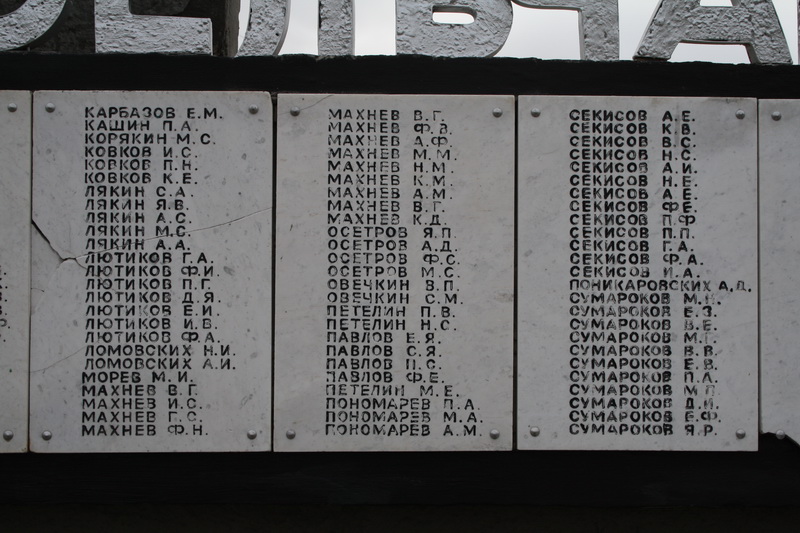 КАРБАЗОВ Е.М.
КАШИН П.А.
КОРЯКИН М.С.
КОВКОВ И.С.
КОВКОВ П.Н.
КОВКОВ К.Е.
ЛЯКИН С.А.
ЛЯКИН Я.В.
ЛЯКИН А.С.
ЛЯКИН М.С.
ЛЯКИН А.А.
ЛЮТИКОВ Г.А.
ЛЮТИКОВ Ф.И.
ЛЮТИКОВ П.Г.
ЛЮТИКОВ Д.Я.
ЛЮТИКОВ Е.И.
ЛЮТИКОВ И.В.
ЛЮТИКОВ Ф.А.
ЛОМОВСКИХ Н.И.
ЛОМОВСКИХ А.И.
МОРЕВ М.И.
МАХНЕВ В.Г.
МАХНЕВ И.С.
МАХНЕВ Г.С.
МАХНЕВ Ф.Н.
МАХНЕВ В.Г.
МАХНЕВ Ф.В.
МАХНЕВ А.Ф.
МАХНЕВ М.М.
МАХНЕВ Н.М.
МАХНЕВ К.М.
МАХНЕВ А.М.
МАХНЕВ В.Г.
МАХНЕВ К.Д.
ОСЕТРОВ Я.П.
ОСЕТРОВ А.Д.
ОСЕТРОВ Ф.С.
ОСЕТРОВ М.С.
ОВЕЧКИН В.П.
ОВЕЧКИН С.М.
ПЕТЕЛИН П.В.
ПЕТЕЛИН Н.С.
ПАВЛОВ Е.Я.
ПАВЛОВ С.Я.
ПАВЛОВ П.С.
ПАВЛОВ Ф.Е.
ПЕТЕЛИН М.Е.
ПОНОМАРЕВ П.А.
ПОНОМАРЕВ М.А.
ПОНОМАРЕВ А.М.
СЕКИСОВ А.Е.
СЕКИСОВ К.В.
СЕКИСОВ В.С.
СЕКИСОВ Н.С.
СЕКИСОВ А.И.
СЕКИСОВ Н.Е.
СЕКИСОВ А.Е.
СЕКИСОВ Ф.Е.
СЕКИСОВ П.Ф.
СЕКИСОВ П.П.
СЕКИСОВ Г.А.
СЕКИСОВ Ф.А.
СЕКИСОВ И.А.
ПОНИКАРОВСКИХ А.Д.
СУМАРОКОВ
СУМАРОКОВ Е.З.
СУМАРОКОВ В.Е.
СУМАРОКОВ М.Г.
СУМАРОКОВ В.В.
СУМАРОКОВ Е.В.
СУМАРОКОВ П.А.
СУМАРОКОВ
СУМАРОКОВ Д.И.
СУМАРОКОВ Е.Ф.
СУМАРОКОВ Я.Р.